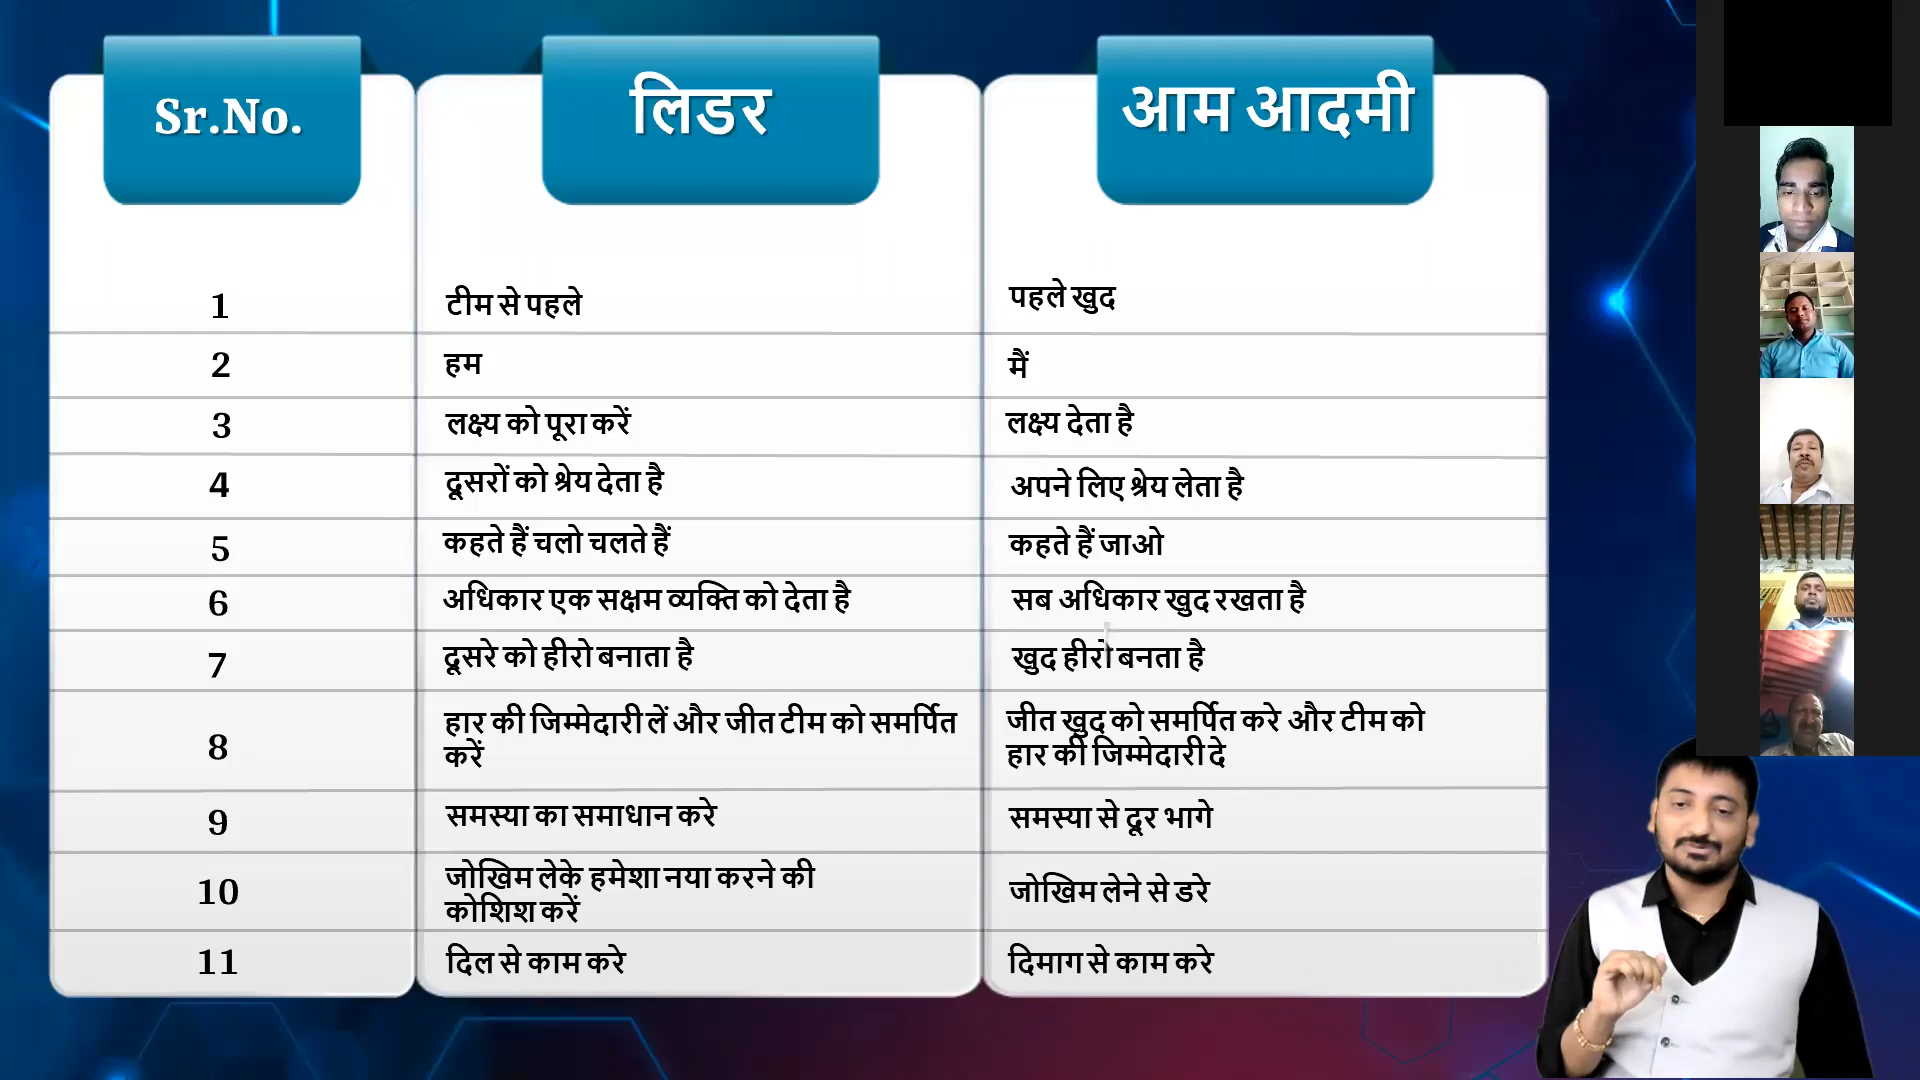 Sr.No. लिडर आम आदमी
1 टीम से पहले पहले खुद
2 हम मैं
3 लक्ष्य को पूरा करें लक्ष्य देता है
4 दूसरों को श्रेय देता है अपने लिए श्रेय लेता है
5 कहते हैं चलो चलते हैं कहते हैं जाओ
6 अधिकार एक सक्षम व्यक्ति को देता है सब अधिकार खुद रखता है
7 दूसरे को हीरो बनाता है खुद हीरो बनता है
8 हार की जिम्मेदारी लें और जीत टीम को समर्पित
करें
जीत खुद को समर्पित करे और टीम को
हार की जिम्मेदारी दे
9 समस्या का समाधान करे समस्या से दूर भागे
10 जोखिम लेके हमेशा नया करने की
कोशिश करें
जोखिम लेने से डरे
11 दिल से काम करे दिमाग से काम करे